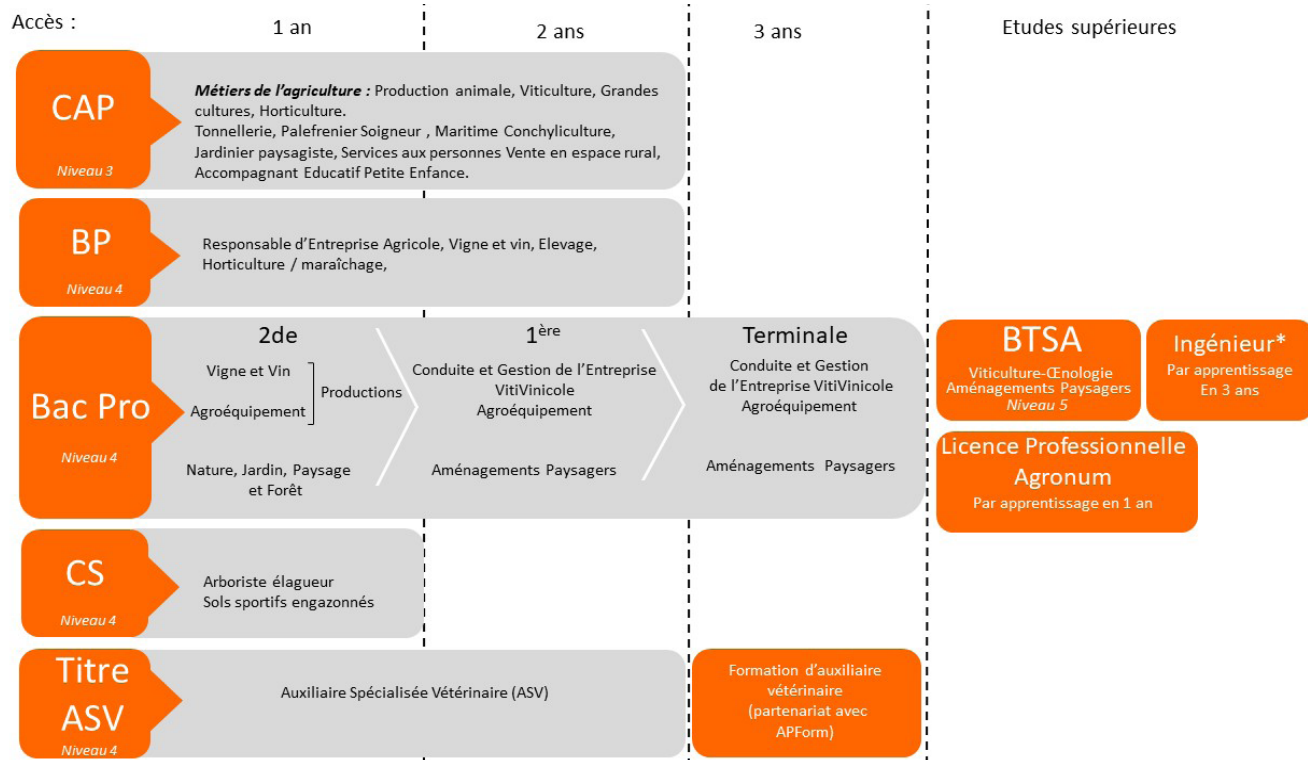 Accès :
1 an
2 ans
3 ans
Etudes supérieures
CAP
Niveau 3
Métiers de l'agriculture : Production animale, Viticulture, Grandes
cultures, Horticulture.
Tonnellerie, Palefrenier Soigneur , Maritime Conchyliculture,
Jardinier paysagiste, Services aux personnes Vente en espace rural,
Accompagnant Educatif Petite Enfance.
BP
Niveau 4
Responsable d'Entreprise Agricole, Vigne et vin, Elevage,
Horticulture / maraîchage,
Bac Pro
Niveau 4
2de
Vigne et Vin
Productions
Agroéquipement
Nature, Jardin, Paysage
et Forêt
1ère
Conduite et Gestion de l'Entreprise
VitiVinicole
Agroéquipement
Aménagements Paysagers
Terminale
Conduite et Gestion
de l'Entreprise VitiVinicole
Agroéquipement
Aménagements Paysagers
BTSA
Viticulture-Œnologie
Aménagements Paysagers
Niveau 5
Ingénieur*
Par apprentissage
En 3 ans
Licence Professionnelle
Agronum
Par apprentissage en 1 an
CS
Niveau 4
Arboriste élagueur
Sols sportifs engazonnés
Titre
ASV
Niveau 4
Auxiliaire Spécialisée Vétérinaire (ASV)
Formation d'auxiliaire
vétérinaire
(partenariat avec
APForm)